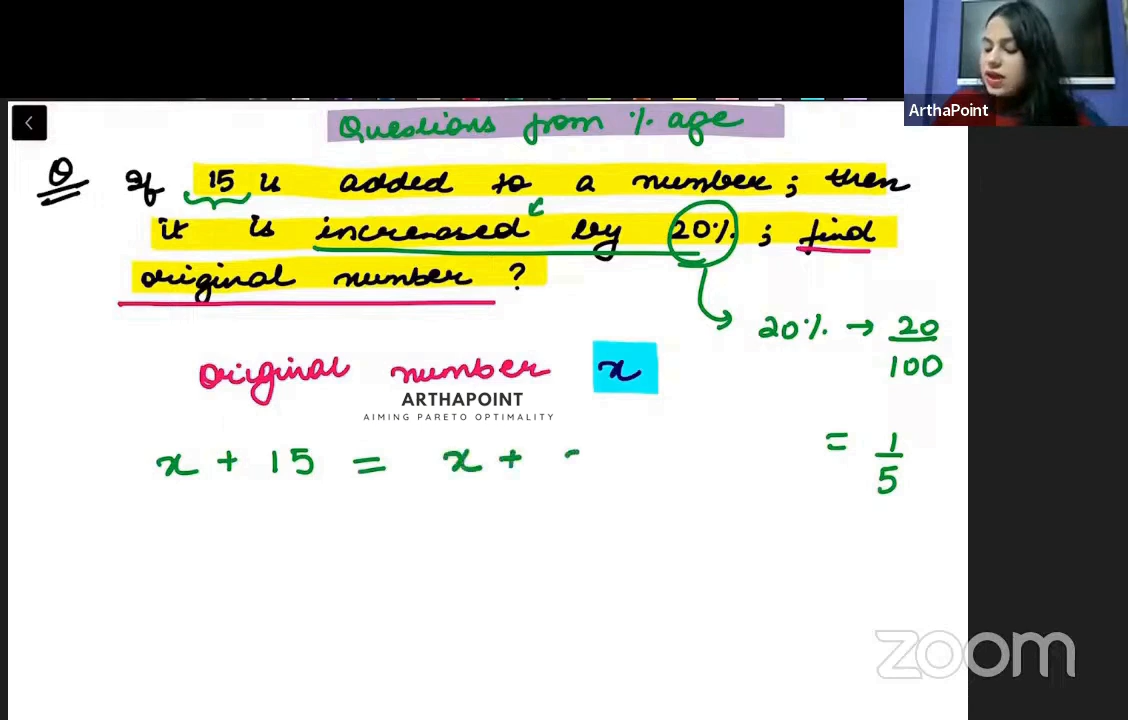 ArthaPoint
Questions from % age
Q If 15 is added to a number; then
it is increased by 20%; find
original number ?
20% → 20/100
original number x
ARTHAPOINT
AIMING PARETO OPTIMALITY
x + 15 = x +
= 1/5
zoom